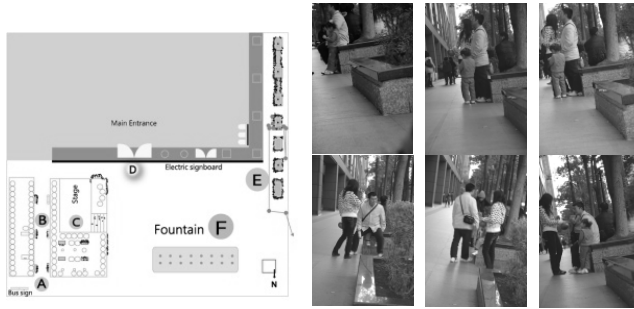 Main Entrance
D
Electric signboard
E
Stage
B
C
Fountain F
A
Bus sign
N